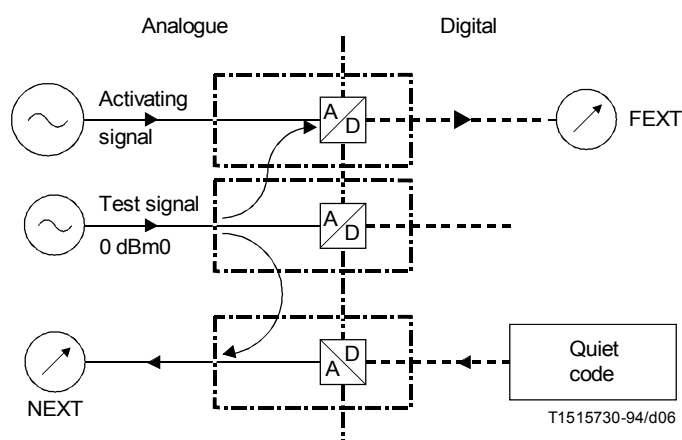 Analogue
Digital
Activating
signal
A
D
FEXT
Test signal
0 dBm0
A
D
NEXT
D
A
Quiet
code
T1515730-94/d06